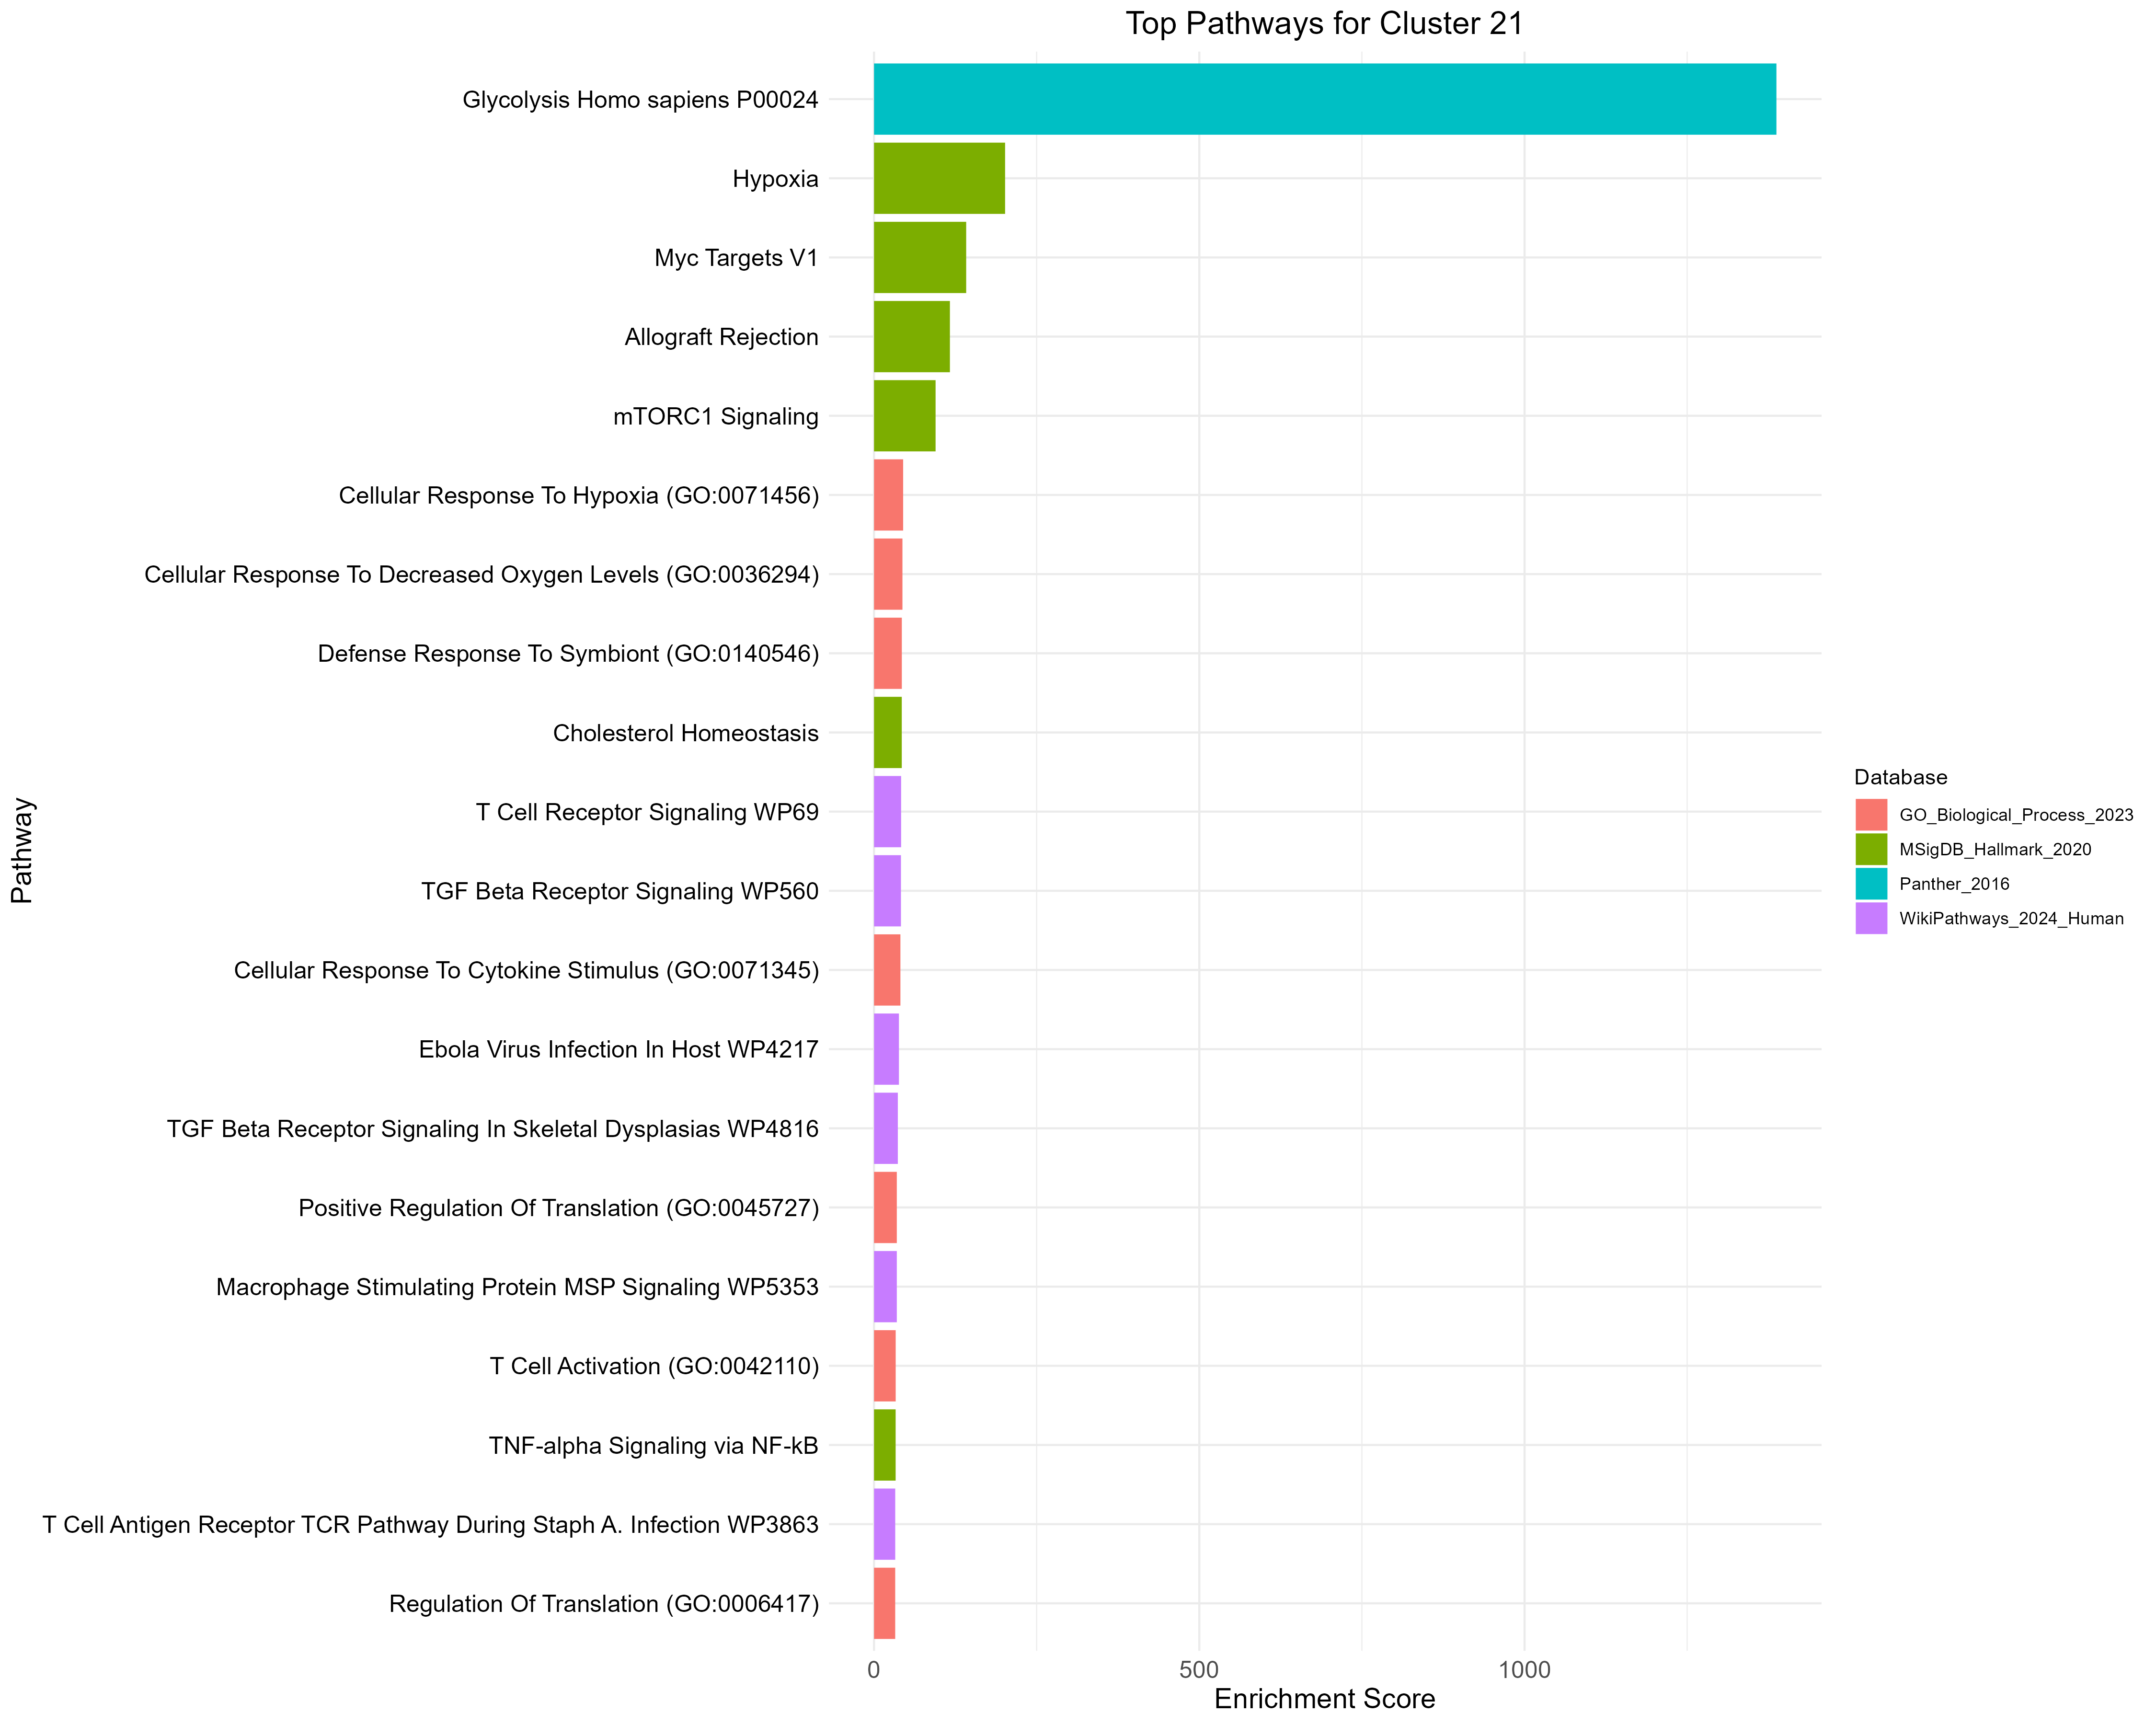 Top Pathways for Cluster 21
Pathway
Glycolysis Homo sapiens P00024
Hypoxia
Myc Targets V1
Allograft Rejection
mTORC1 Signaling
Cellular Response To Hypoxia (GO:0071456)
Cellular Response To Decreased Oxygen Levels (GO:0036294)
Defense Response To Symbiont (GO:0140546)
Cholesterol Homeostasis
T Cell Receptor Signaling WP69
TGF Beta Receptor Signaling WP560
Cellular Response To Cytokine Stimulus (GO:0071345)
Ebola Virus Infection In Host WP4217
TGF Beta Receptor Signaling In Skeletal Dysplasias WP4816
Positive Regulation Of Translation (GO:0045727)
Macrophage Stimulating Protein MSP Signaling WP5353
T Cell Activation (GO:0042110)
TNF-alpha Signaling via NF-kB
T Cell Antigen Receptor TCR Pathway During Staph A. Infection WP3863
Regulation Of Translation (GO:0006417)
0 500 1000
Enrichment Score
Database
GO_Biological_Process_2023
MSigDB_Hallmark_2020
Panther_2016
WikiPathways_2024_Human